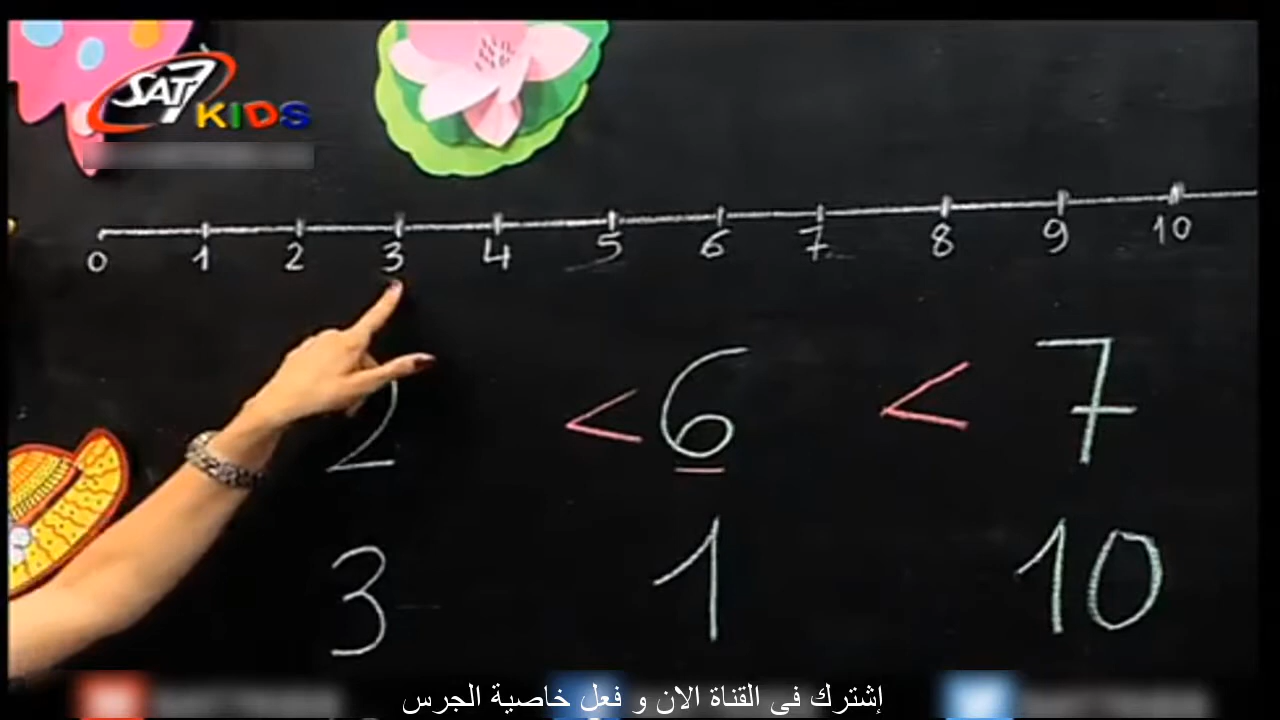 SAT7
KIDS
0 1 2 3 4 5 6 7 8 9 10
2 < 6 < 7
3 1 10
إشترك في القناة الان و فعل خاصية الجرس